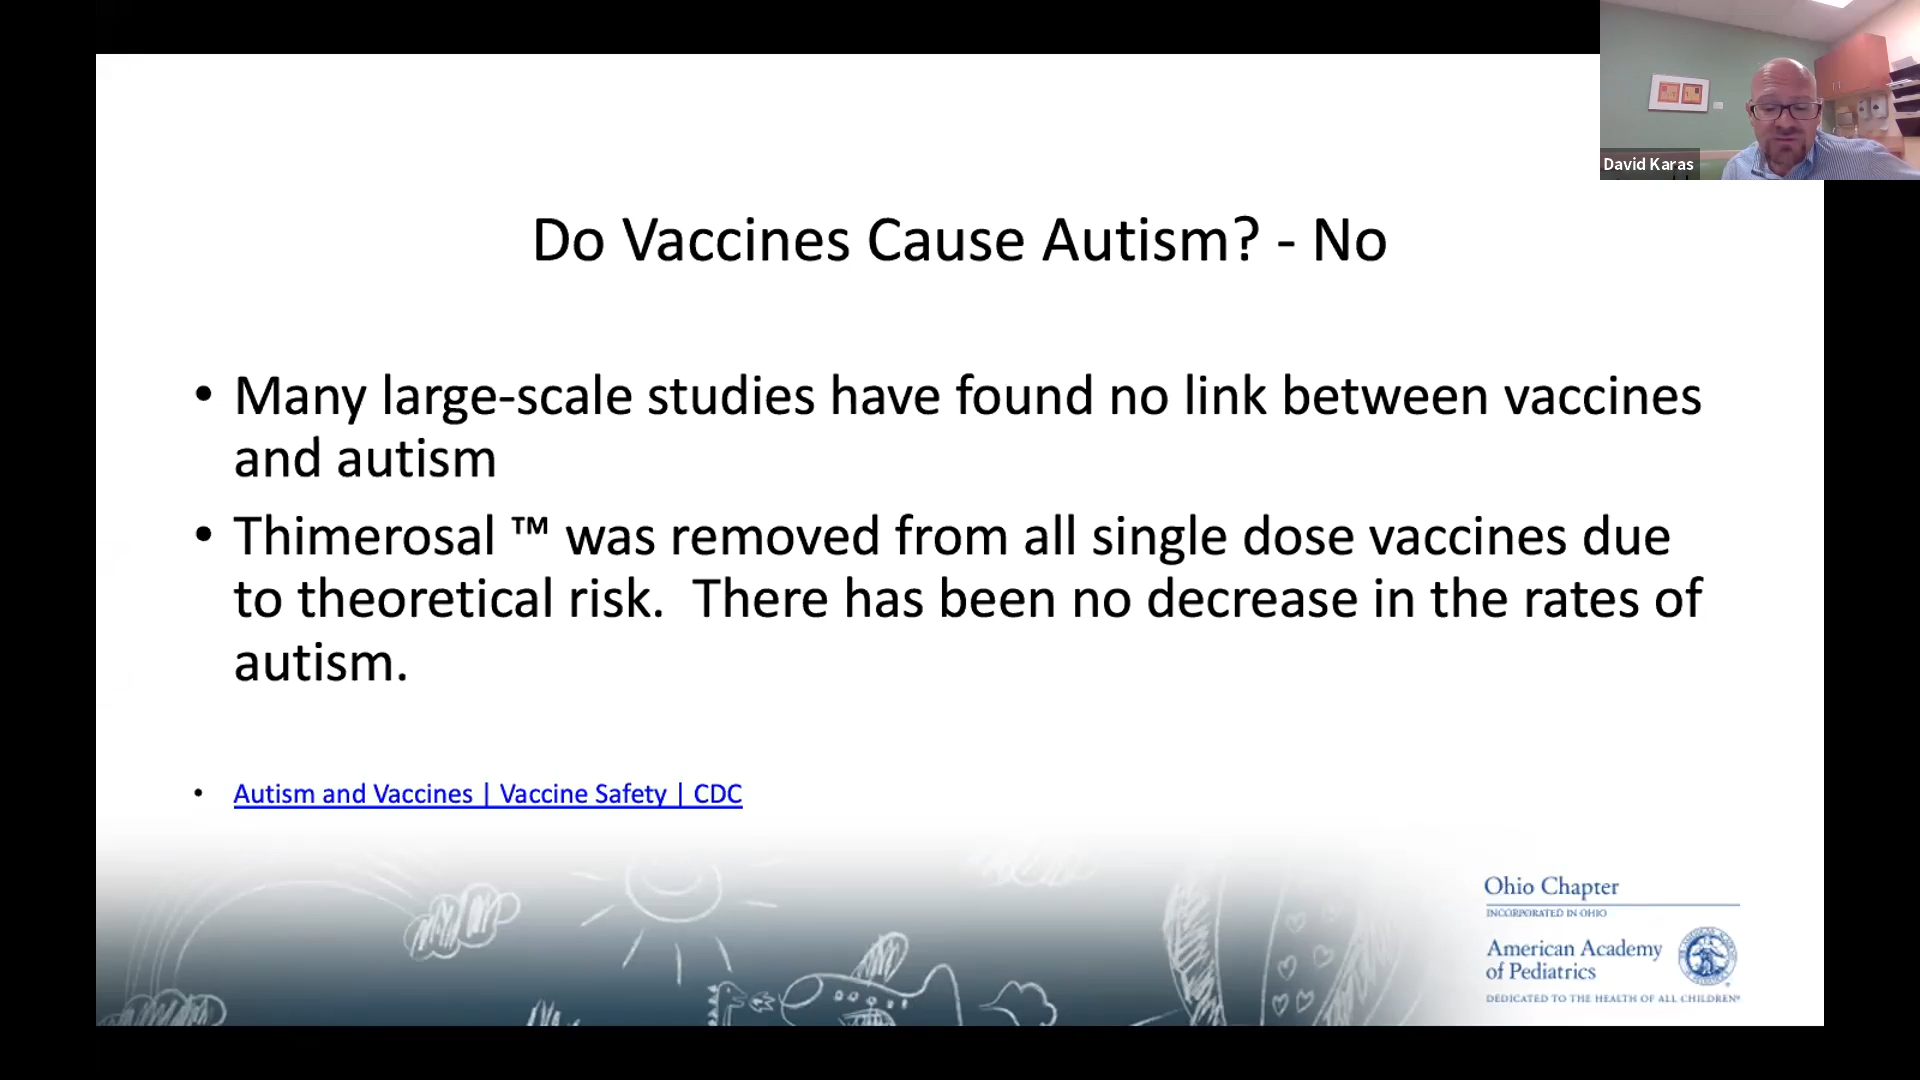 David Karas
Do Vaccines Cause Autism? - No
• Many large-scale studies have found no link between vaccines
and autism
• Thimerosal ™ was removed from all single dose vaccines due
to theoretical risk.  There has been no decrease in the rates of
autism.
• Autism and Vaccines | Vaccine Safety | CDC
Ohio Chapter
INCORPORATED IN OHIO
American Academy
of Pediatrics
DEDICATED TO THE HEALTH OF ALL CHILDREN®